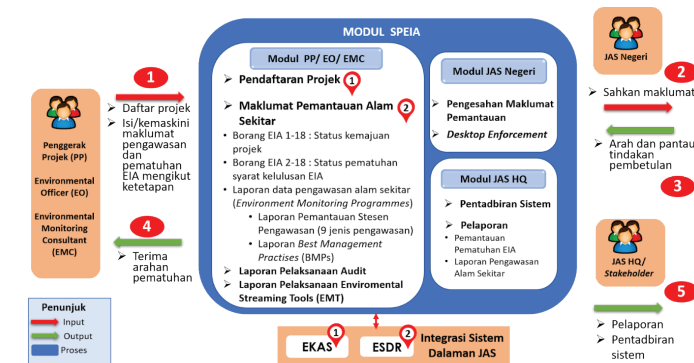 MODUL SPEIA
Modul PP/ EO/ EMC
➢ Pendaftaran Projek 1
➢ Maklumat Pemantauan Alam 2
Sekitar
• Borang EIA 1-18 : Status kemajuan
projek
• Borang EIA 2-18 : Status pematuhan
syarat kelulusan EIA
• Laporan data pengawasan alam sekitar
(Environment Monitoring Programmes)
• Laporan Pemantauan Stesen
Pengawasan (9 jenis pengawasan)
• Laporan Best Management
Practises (BMPs)
➢ Laporan Pelaksanaan Audit
➢ Laporan Pelaksanaan Enviromental
Streaming Tools (EMT)
Modul JAS Negeri
➢ Pengesahan Maklumat
Pemantauan
➢ Desktop Enforcement
Modul JAS HQ
➢ Pentadbiran Sistem
➢ Pelaporan
• Pemantauan
Pematuhan EIA
• Laporan Pengawasan
Alam Sekitar
Penggerak
Projek (PP)
Environmental
Officer (EO)
Environmental
Monitoring
Consultant
(EMC)
1
➢ Daftar projek
➢ Isi/kemaskini
maklumat
pengawasan
dan
pematuhan
EIA mengikut
ketetapan
4
➢ Terima
arahan
pematuhan
JAS Negeri
2
➢ Sahkan maklumat
➢ Arah dan pantau
tindakan
pembetulan
3
JAS HQ/
Stakeholder
5
➢ Pelaporan
➢ Pentadbiran
sistem
Penunjuk
Input
Output
Proses
EKAS 1
ESDR 2
Integrasi Sistem
Dalaman JAS